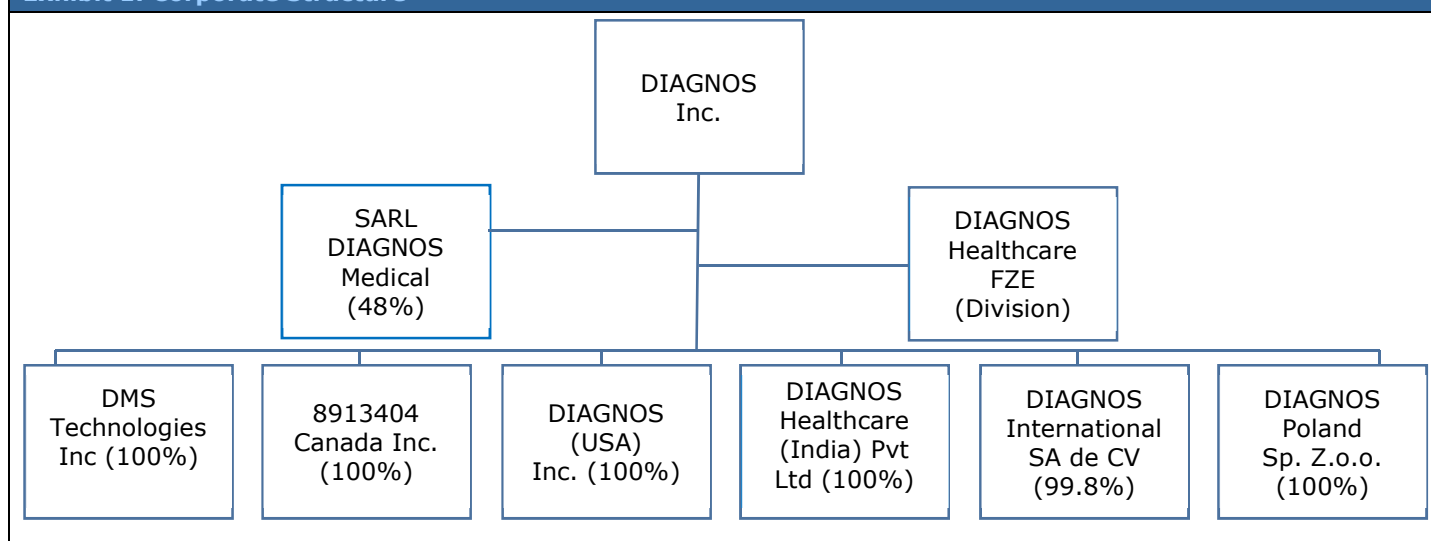 DIAGNOS
Inc.
SARL
DIAGNOS
Medical
(48%)
DIAGNOS
Healthcare
FZE
(Division)
DMS
Technologies
Inc (100%)
8913404
Canada Inc.
(100%)
DIAGNOS
(USA)
Inc. (100%)
DIAGNOS
Healthcare
(India) Pvt
Ltd (100%)
DIAGNOS
International
SA de CV
(99.8%)
DIAGNOS
Poland
Sp. Z.o.o.
(100%)